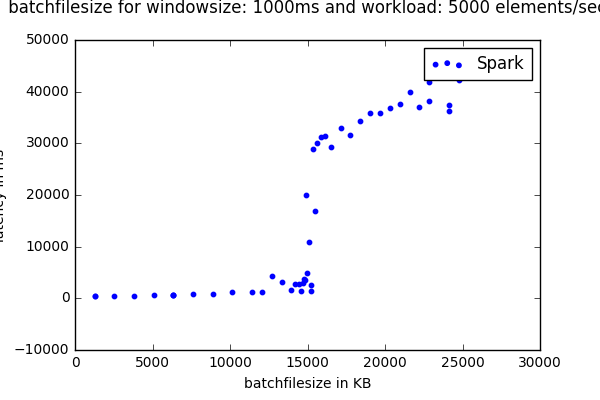 batchfilesize for windowsize: 1000ms and workload: 5000 elements/sec
50000
Spark
40000
30000
latency in ms
20000
10000
0
−10000
0 5000 10000 15000 20000 25000 30000
batchfilesize in KB